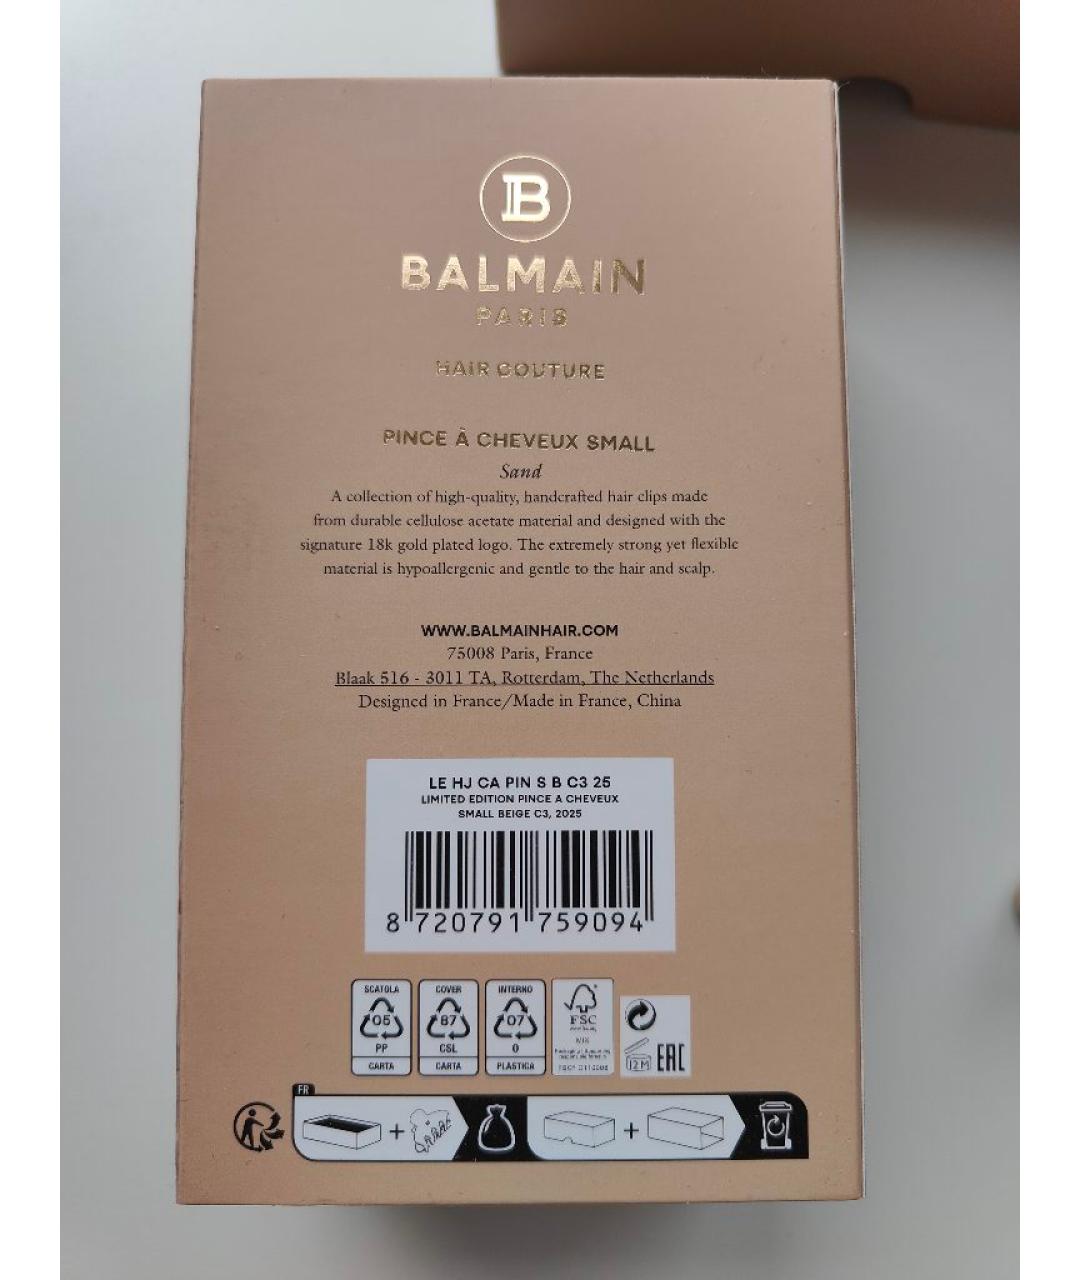 B
BALMAIN
PARIS
HAIR COUTURE
PINCE À CHEVEUX SMALL
Sand
A collection of high-quality, handcrafted hair clips made
from durable cellulose acetate material and designed with the
signature 18k gold plated logo. The extremely strong yet flexible
material is hypoallergenic and gentle to the hair and scalp.
WWW.BALMAINHAIR.COM
75008 Paris, France
Blaak 516 - 3011 TA, Rotterdam, The Netherlands
Designed in France/Made in France, China
LE HJ CA PIN S B C3 25
LIMITED EDITION PINCE A CHEVEUX
SMALL BEIGE C3, 2025
8 720791 759094
SCATOLA
05
PP
CARTA
COVER
87
CSL
CARTA
INTERNO
07
O
PLASTICA
FSC
MIX
12M
EAC
FR
+
+